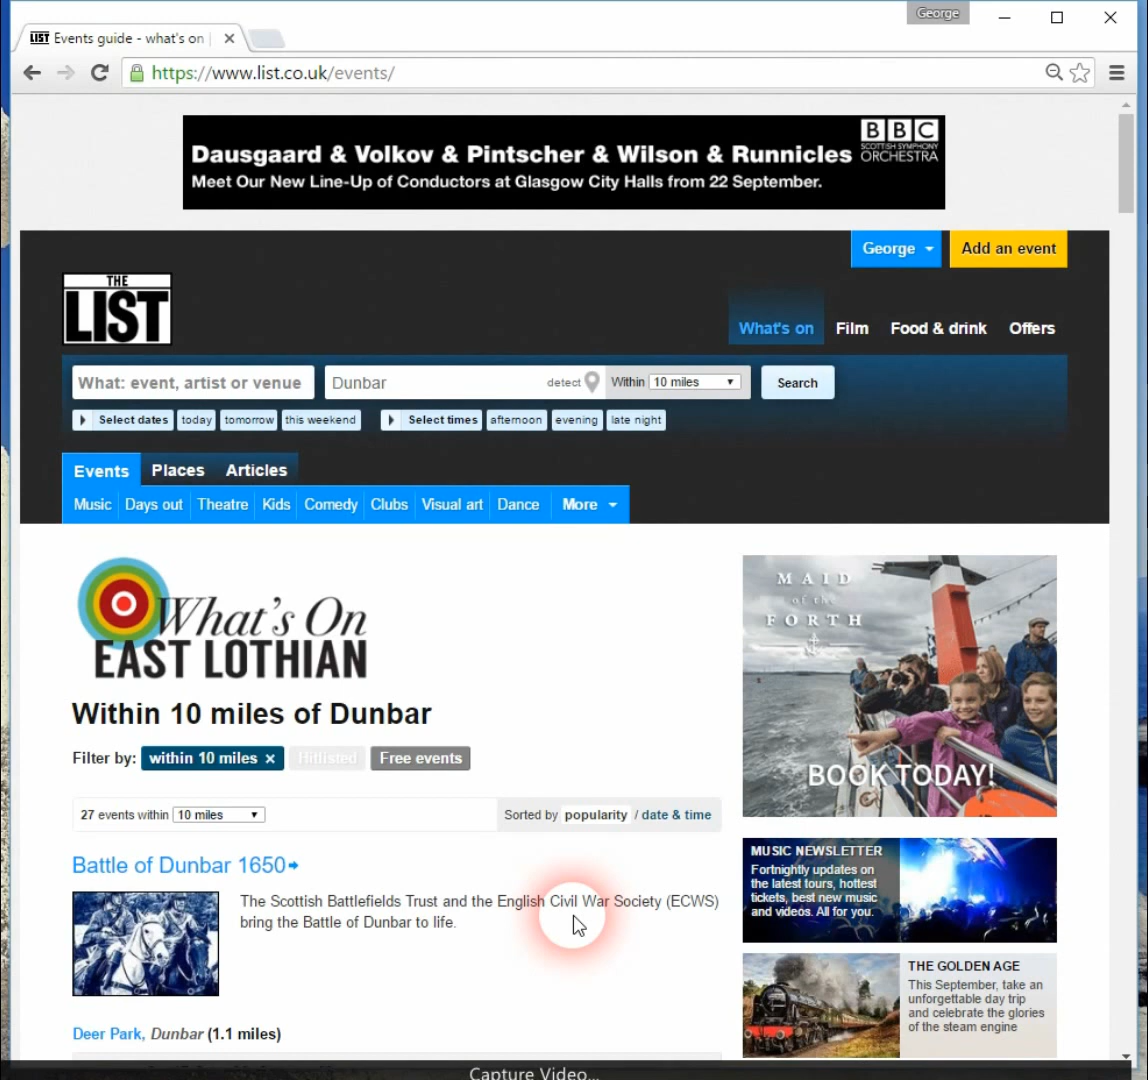 George
LIST Events guide - what's on
https://www.list.co.uk/events/
Dausgaard & Volkov & Pintscher & Wilson & Runnicles
Meet Our New Line-Up of Conductors at Glasgow City Halls from 22 September.
BBC
SCOTTISH SYMPHONY
ORCHESTRA
George
Add an event
THE
LIST
What's on Film Food & drink Offers
What: event, artist or venue
Dunbar
detect
Within 10 miles
Search
Select dates today tomorrow this weekend Select times afternoon evening late night
Events Places Articles
Music Days out Theatre Kids Comedy Clubs Visual art Dance More
What's On
EAST LOTHIAN
Within 10 miles of Dunbar
Filter by: within 10 miles × Hitlisted Free events
27 events within 10 miles
Sorted by popularity / date & time
Battle of Dunbar 1650
The Scottish Battlefields Trust and the English Civil War Society (ECWS)
bring the Battle of Dunbar to life.
Deer Park, Dunbar (1.1 miles)
MAID
of the
FORTH
BOOK TODAY!
MUSIC NEWSLETTER
Fortnightly updates on
the latest tours, hottest
tickets, best new music
and videos. All for you.
THE GOLDEN AGE
This September, take an
unforgettable day trip
and celebrate the glories
of the steam engine
Capture Video...